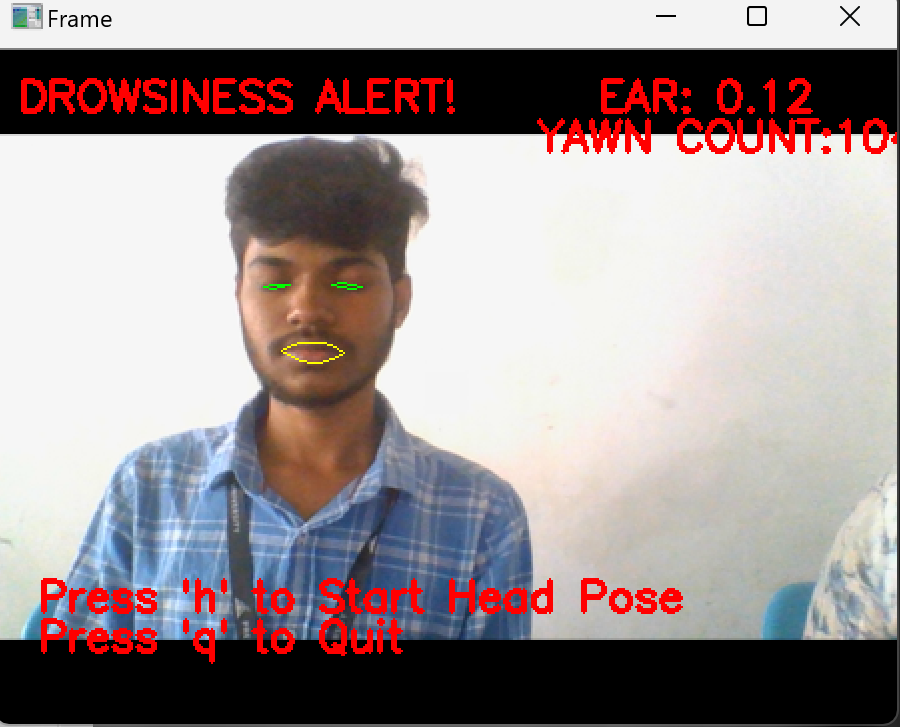 Frame
DROWSINESS ALERT!
EAR: 0.12
YAWN COUNT:10
Press 'h' to Start Head Pose
Press 'q' to Quit